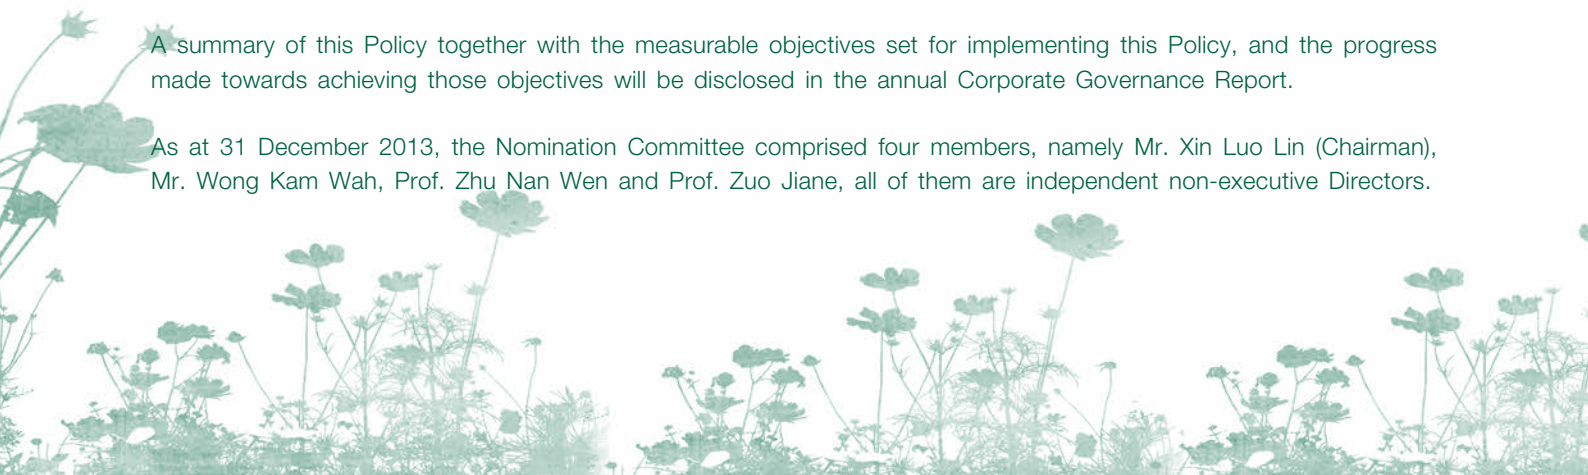 A summary of this Policy together with the measurable objectives set for implementing this Policy, and the progress
made towards achieving those objectives will be disclosed in the annual Corporate Governance Report.
As at 31 December 2013, the Nomination Committee comprised four members, namely Mr. Xin Luo Lin (Chairman),
Mr. Wong Kam Wah, Prof. Zhu Nan Wen and Prof. Zuo Jiane, all of them are independent non-executive Directors.